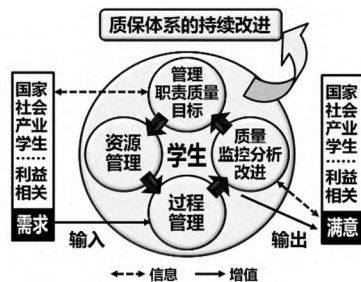 质保体系的持续改进
国家
社会
产业
学生
……
利益
相关
需求
管理
职责质量
目标
资源
管理
学生
质量
监控分析
改进
过程
管理
国家
社会
产业
学生
……
利益
相关
满意
输入
输出
信息
增值